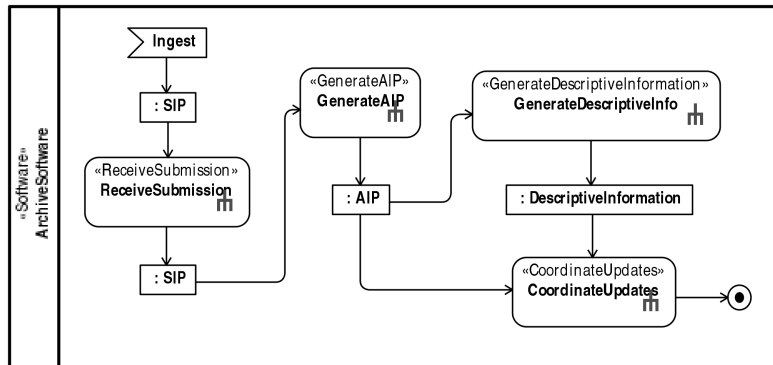 «Software»
ArchiveSoftware
Ingest
: SIP
«ReceiveSubmission»
ReceiveSubmission
: SIP
«GenerateAIP»
GenerateAIP
: AIP
«GenerateDescriptiveInformation»
GenerateDescriptiveInfo
: DescriptiveInformation
«CoordinateUpdates»
CoordinateUpdates